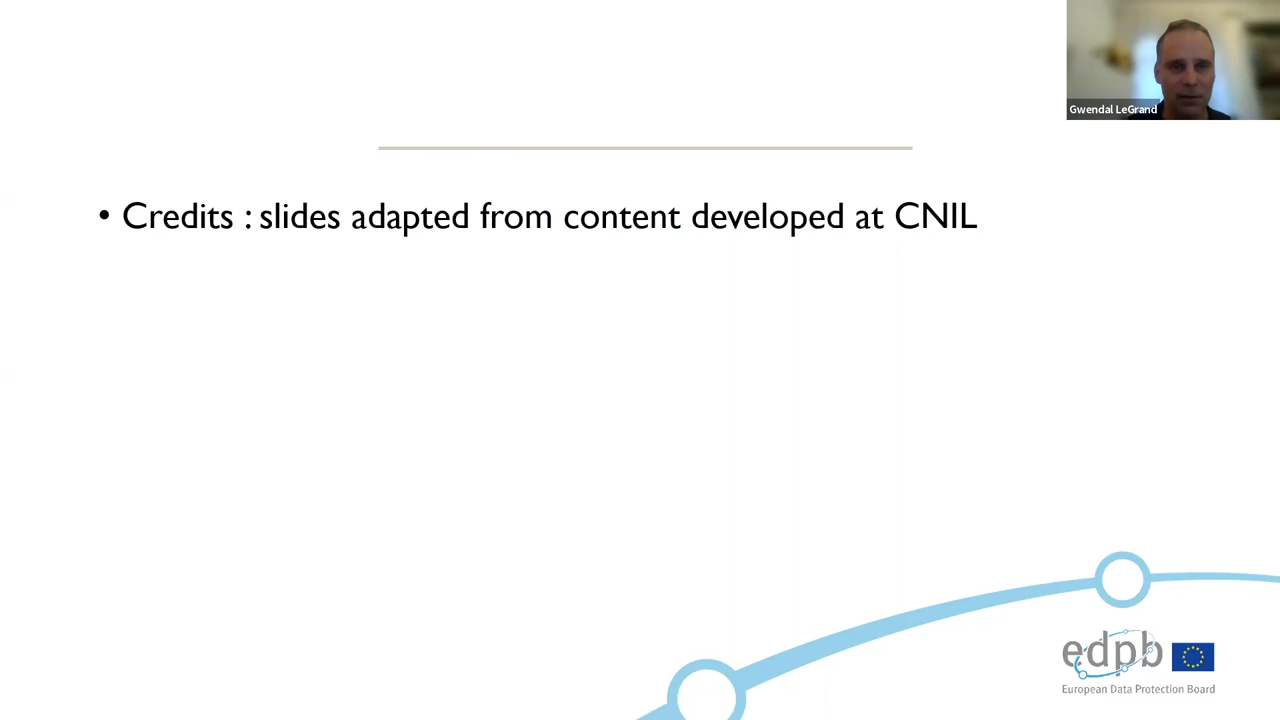 Gwendal LeGrand
• Credits : slides adapted from content developed at CNIL
edpb
European Data Protection Board